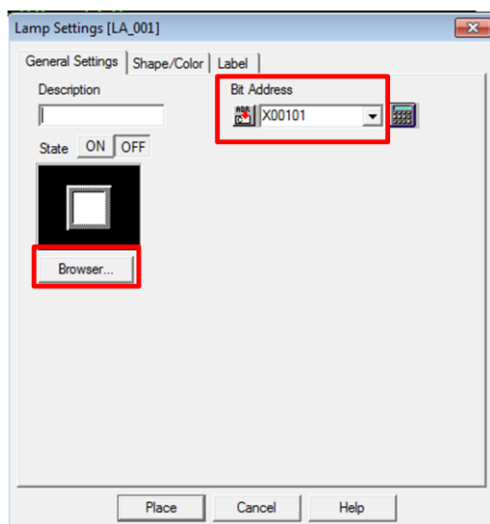 Lamp Settings [LA_001]
General Settings Shape/Color Label
Description Bit Address
X00101
State ON OFF
Browser...
Place Cancel Help